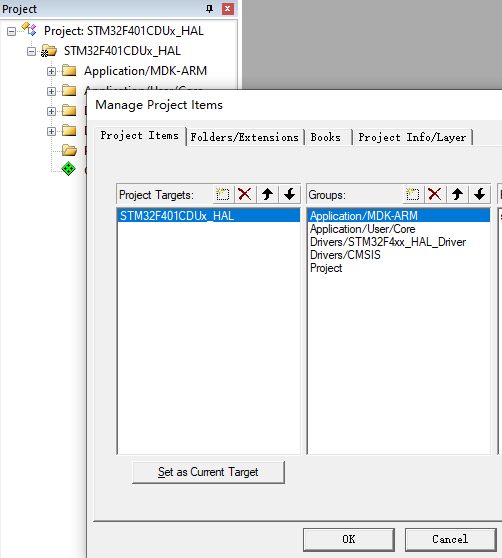 Project
Project: STM32F401CDUx_HAL
STM32F401CDUx_HAL
Application/MDK-ARM
Manage Project Items
Project Items
Folders/Extensions
Books
Project Info/Layer
Project Targets:
Groups:
STM32F401CDUx_HAL
Application/MDK-ARM
Application/User/Core
Drivers/STM32F4xx_HAL_Driver
Drivers/CMSIS
Project
Set as Current Target
OK
Cancel